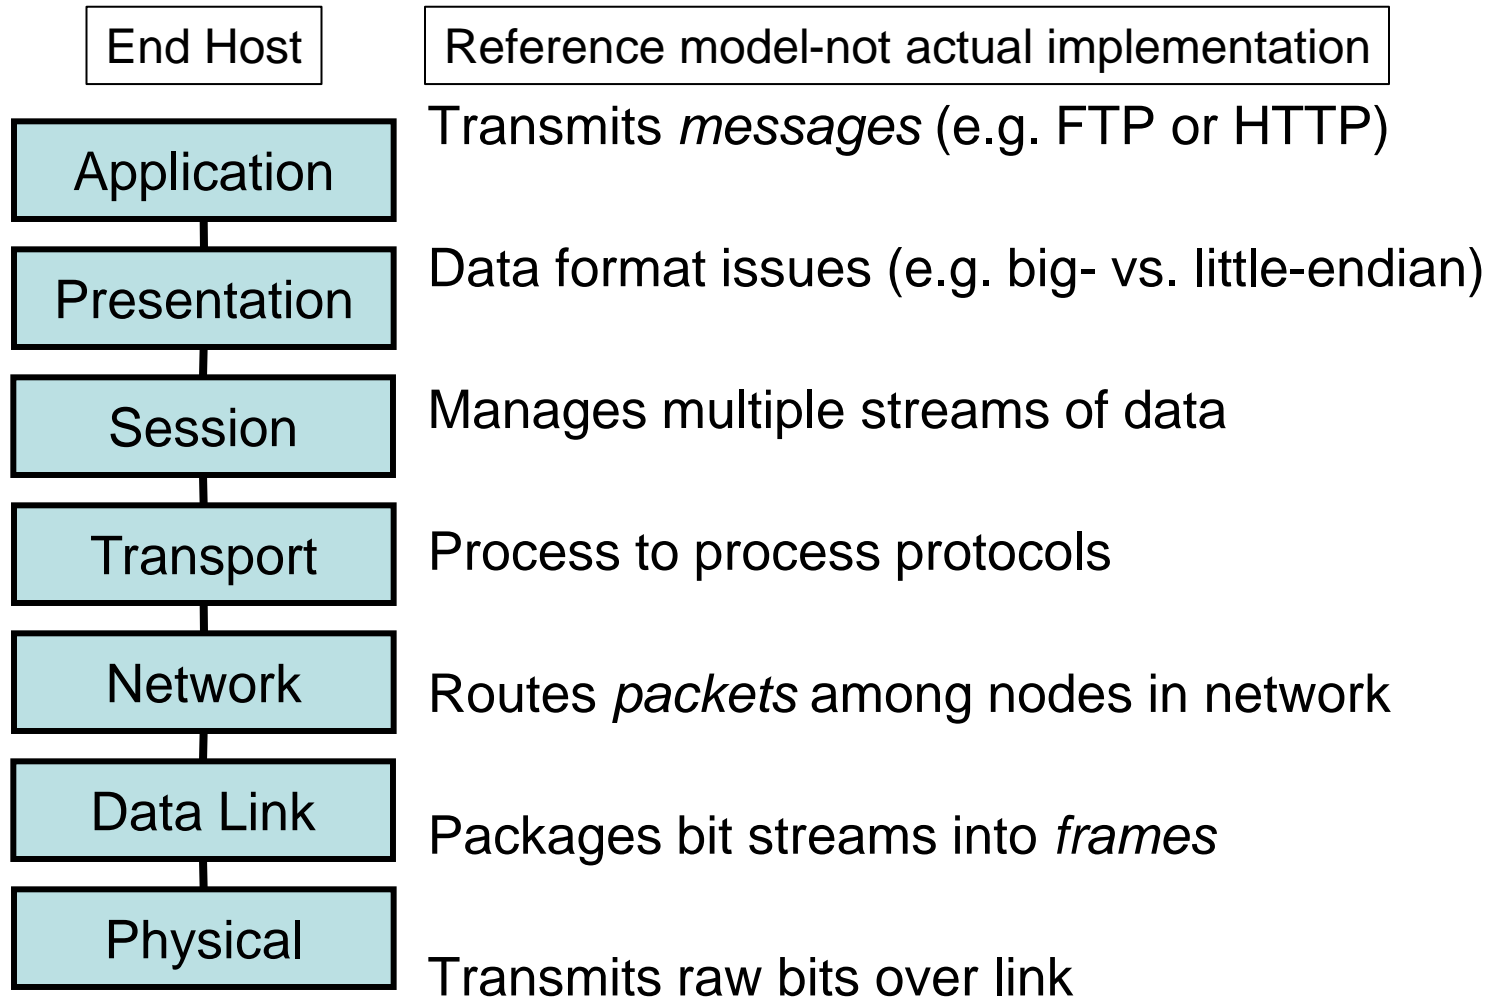 End Host
Reference model-not actual implementation
Application
Transmits messages (e.g. FTP or HTTP)
Presentation
Data format issues (e.g. big- vs. little-endian)
Session
Manages multiple streams of data
Transport
Process to process protocols
Network
Routes packets among nodes in network
Data Link
Packages bit streams into frames
Physical
Transmits raw bits over link